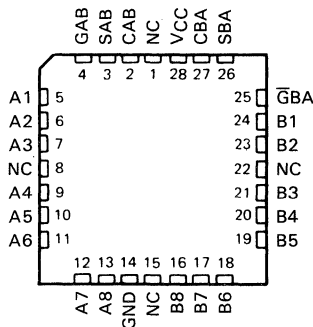 GAB SAB CAB NC VCC CBA SBA
4 3 2 1 28 27 26
A1 5 25 G̅BA
A2 6 24 B1
A3 7 23 B2
NC 8 22 NC
A4 9 21 B3
A5 10 20 B4
A6 11 19 B5
12 13 14 15 16 17 18
A7 A8 GND NC B8 B7 B6